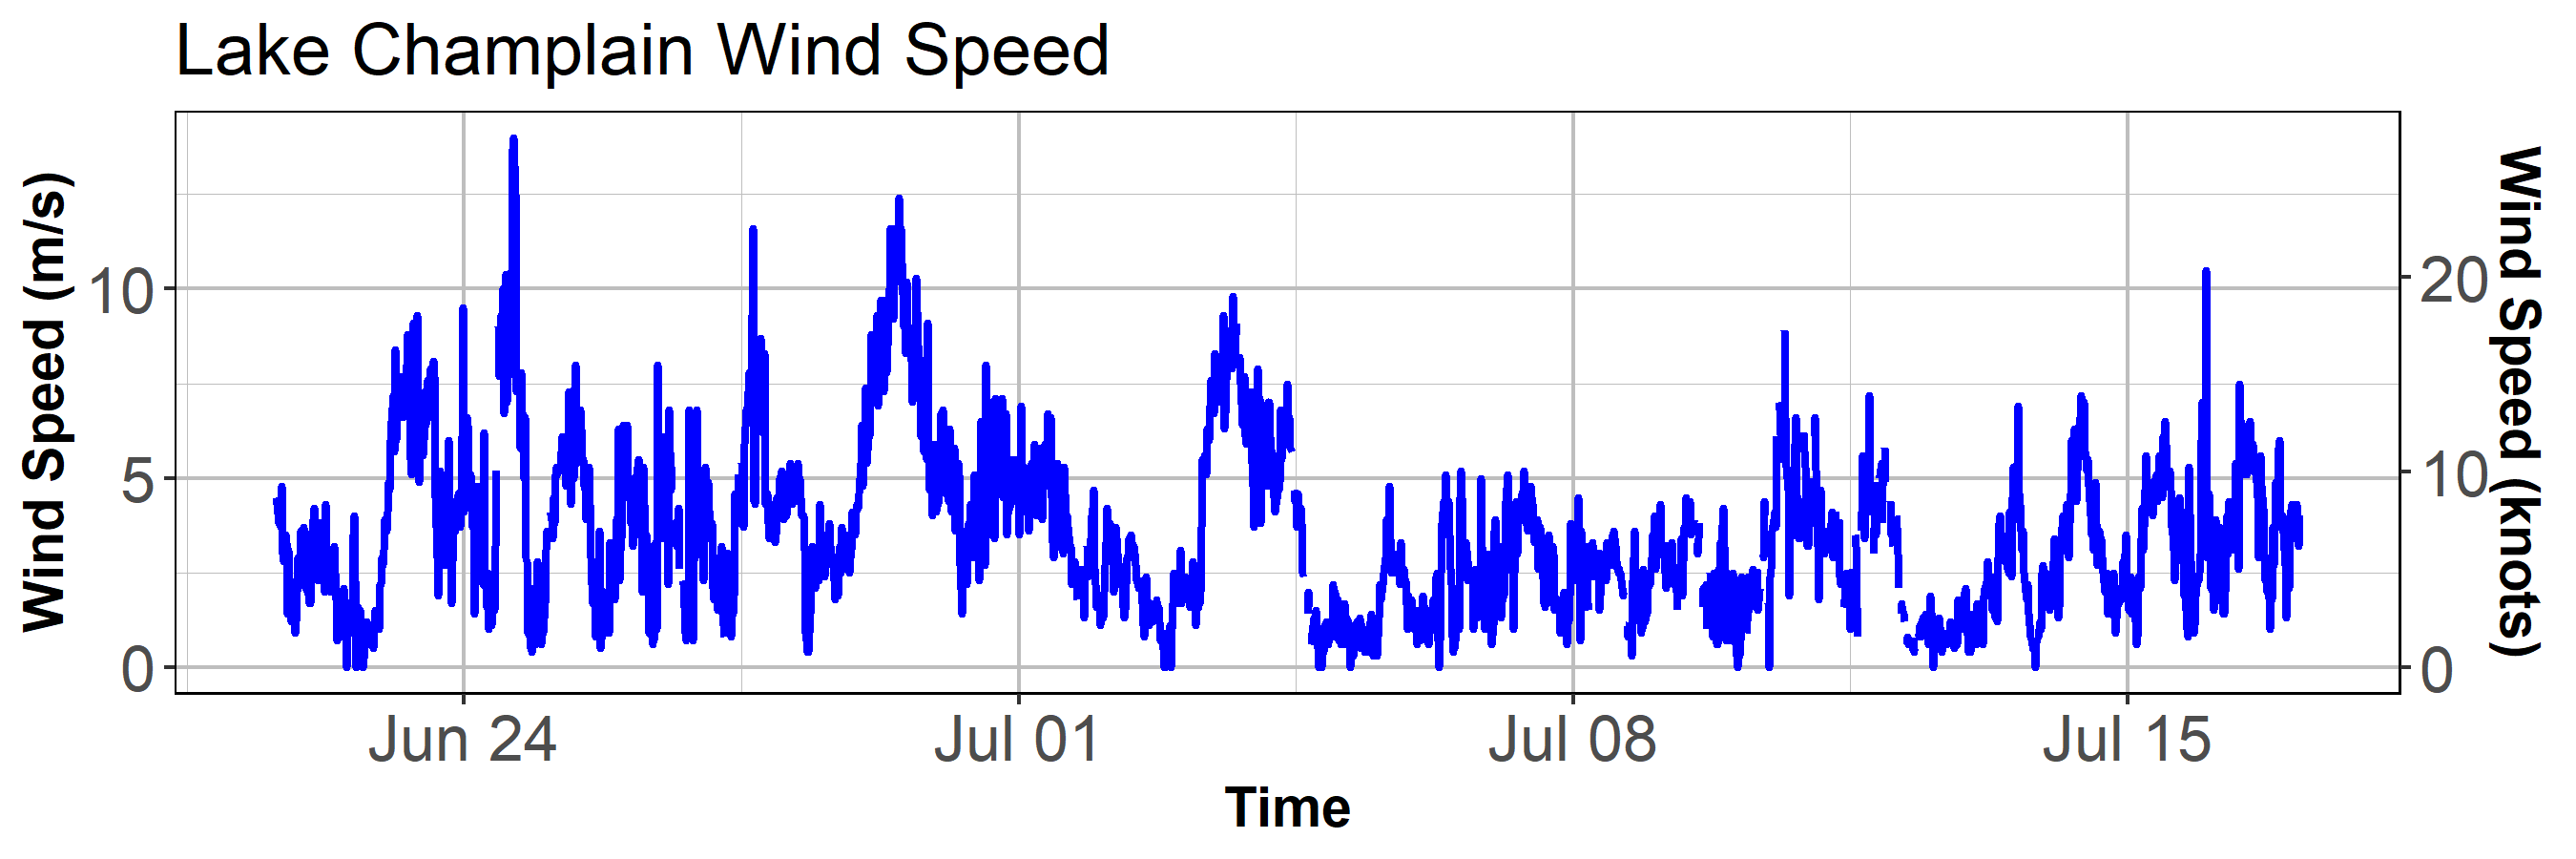 Lake Champlain Wind Speed
Wind Speed (m/s)
10
5
0
20
10
0
Wind Speed (knots)
Jun 24
Jul 01
Jul 08
Jul 15
Time